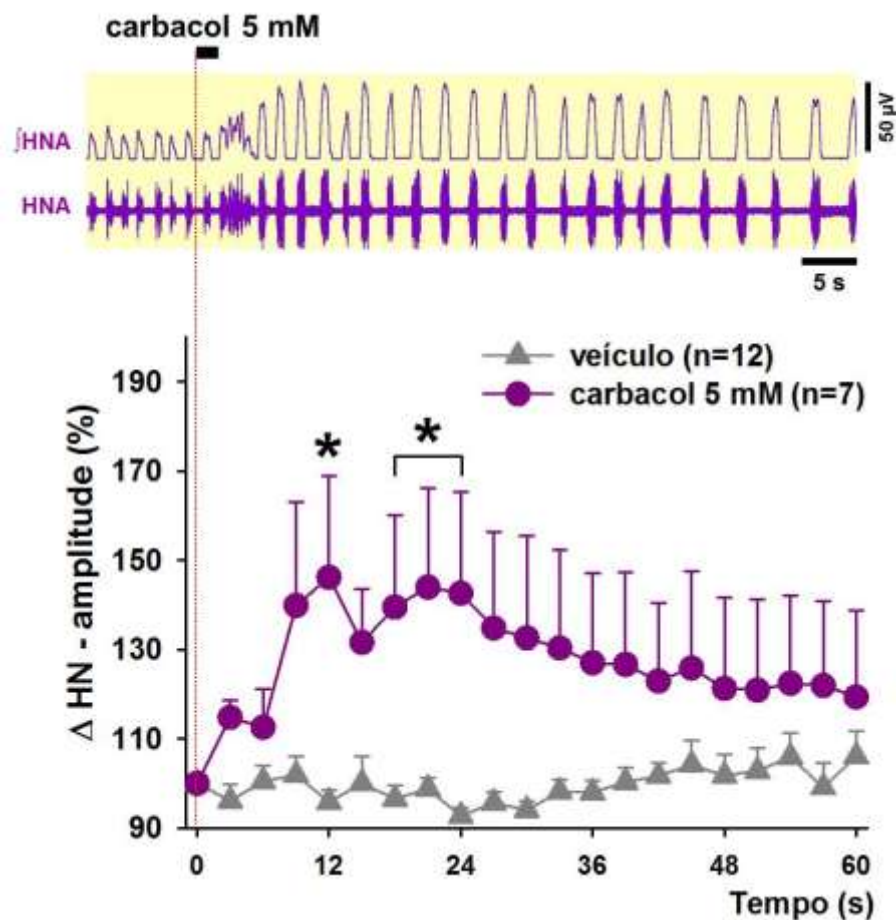 carbacol 5 mM
∫HNA
50 µV
HNA
5 s
veículo (n=12)
carbacol 5 mM (n=7)
Δ HN - amplitude (%)
190
170
150
130
110
90
*
*
0
12
24
36
48
60
Tempo (s)